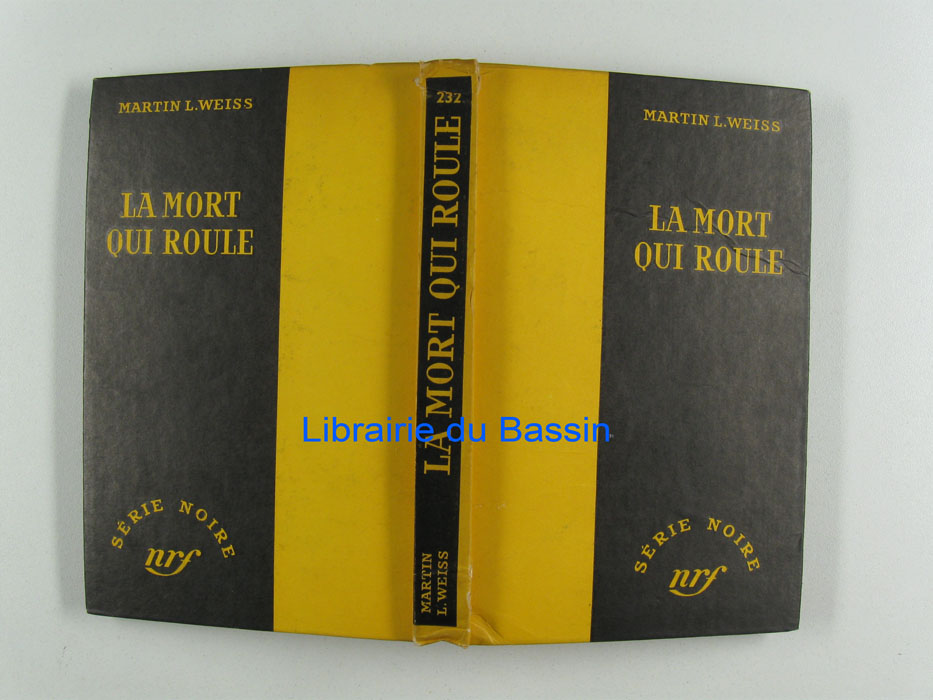 MARTIN L. WEISS
LA MORT
QUI ROULE
SÉRIE NOIRE
nrf
232
LA MORT QUI ROULE
MARTIN
L. WEISS
MARTIN L. WEISS
LA MORT
QUI ROULE
SÉRIE NOIRE
nrf
Librairie du Bassin